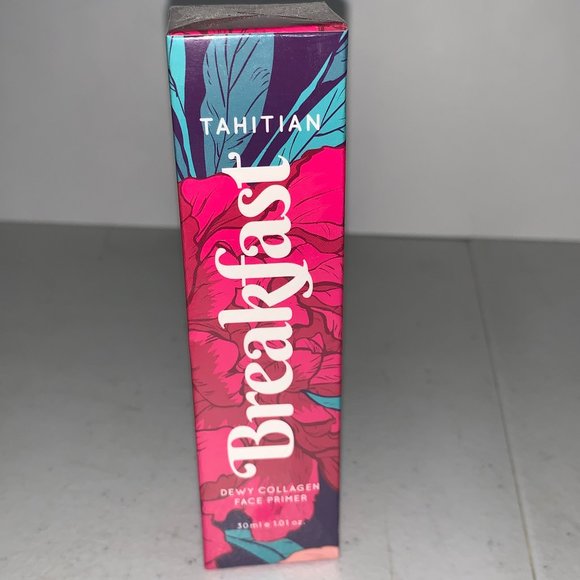 TAHITIAN
Breakfast
DEWY COLLAGEN
FACE PRIMER
30ml e 1.01 oz.